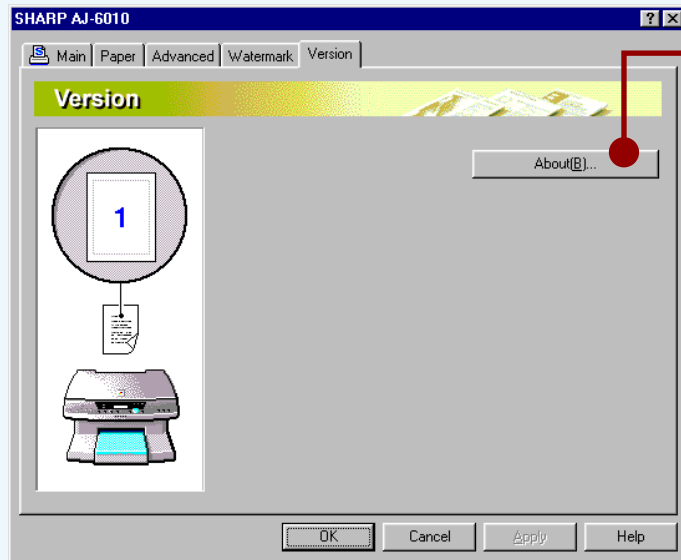 SHARP AJ-6010
Main Paper Advanced Watermark Version
Version
About(B)...
1
OK Cancel Apply Help